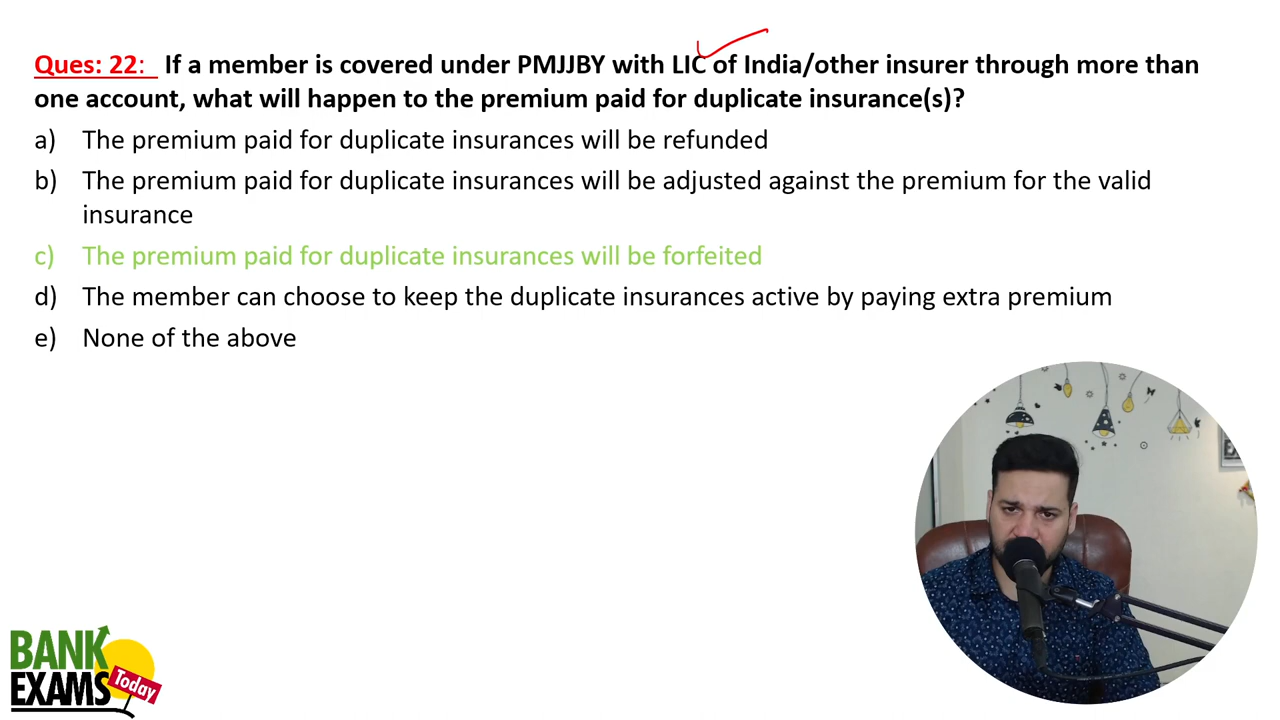 Ques: 22: If a member is covered under PMJJBY with LIC of India/other insurer through more than
one account, what will happen to the premium paid for duplicate insurance(s)?
a) The premium paid for duplicate insurances will be refunded
b) The premium paid for duplicate insurances will be adjusted against the premium for the valid
insurance
c) The premium paid for duplicate insurances will be forfeited
d) The member can choose to keep the duplicate insurances active by paying extra premium
e) None of the above
BANK
EXAMS
Today